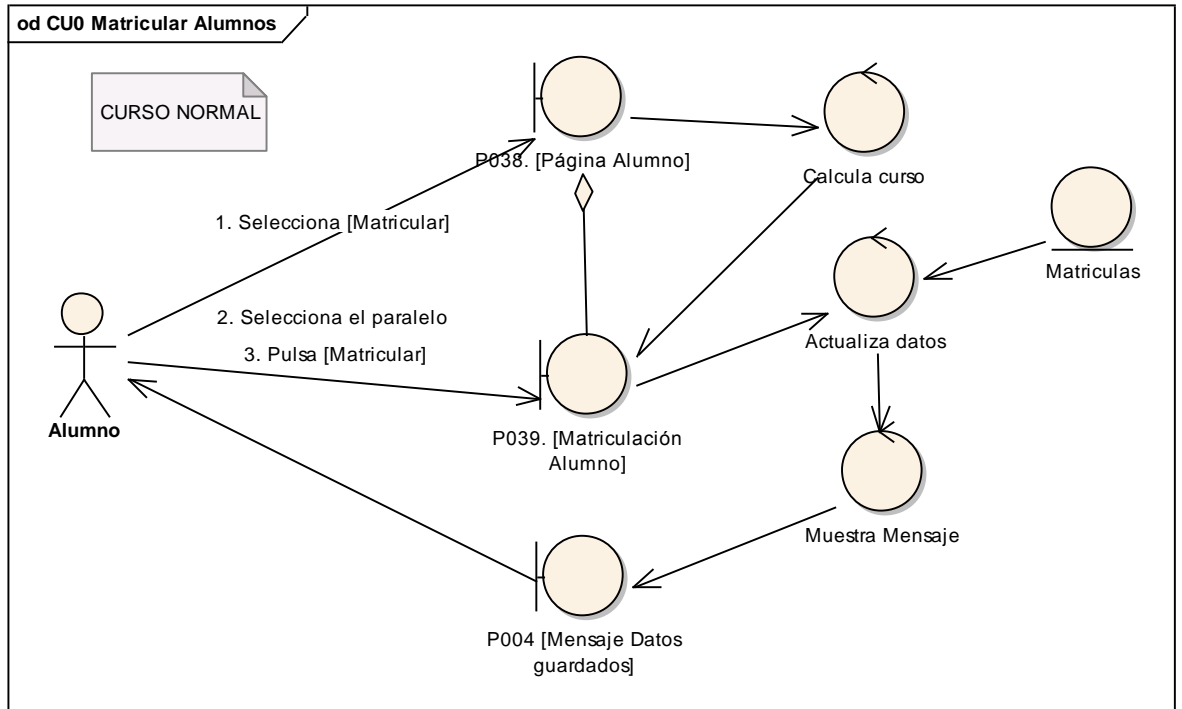 od CU0 Matricular Alumnos
CURSO NORMAL
P038. [Página Alumno]
Calcula curso
1. Selecciona [Matricular]
Matriculas
2. Selecciona el paralelo
Actualiza datos
3. Pulsa [Matricular]
Alumno
P039. [Matriculación
Alumno]
Muestra Mensaje
P004 [Mensaje Datos
guardados]